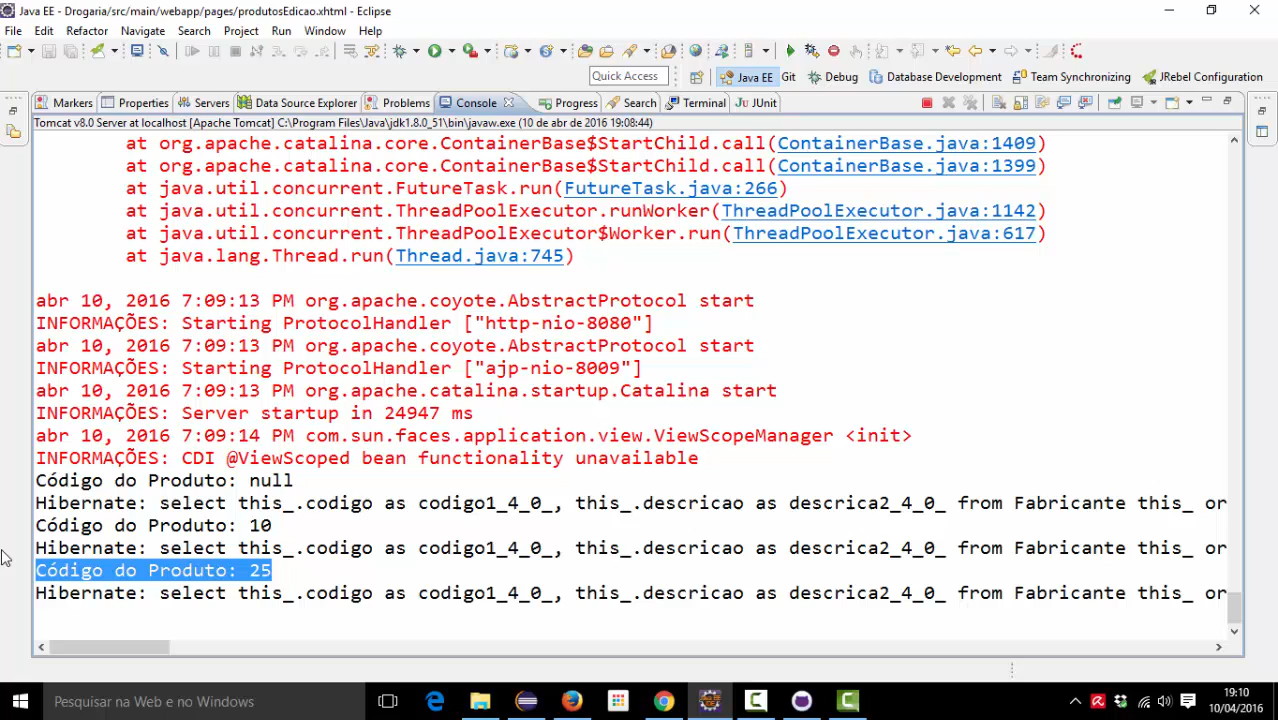 Java EE - Drogaria/src/main/webapp/pages/produtosEdicao.xhtml - Eclipse
File Edit Refactor Navigate Search Project Run Window Help
Quick Access
Java EE Git Debug Database Development Team Synchronizing JRebel Configuration
Markers Properties Servers Data Source Explorer Problems Console Progress Search Terminal JUnit
Tomcat v8.0 Server at localhost [Apache Tomcat] C:\Program Files\Java\jdk1.8.0_51\bin\javaw.exe (10 de abr de 2016 19:08:44)
at org.apache.catalina.core.ContainerBase$StartChild.call(ContainerBase.java:1409)
at org.apache.catalina.core.ContainerBase$StartChild.call(ContainerBase.java:1399)
at java.util.concurrent.FutureTask.run(FutureTask.java:266)
at java.util.concurrent.ThreadPoolExecutor.runWorker(ThreadPoolExecutor.java:1142)
at java.util.concurrent.ThreadPoolExecutor$Worker.run(ThreadPoolExecutor.java:617)
at java.lang.Thread.run(Thread.java:745)
abr 10, 2016 7:09:13 PM org.apache.coyote.AbstractProtocol start
INFORMAÇÕES: Starting ProtocolHandler ["http-nio-8080"]
abr 10, 2016 7:09:13 PM org.apache.coyote.AbstractProtocol start
INFORMAÇÕES: Starting ProtocolHandler ["ajp-nio-8009"]
abr 10, 2016 7:09:13 PM org.apache.catalina.startup.Catalina start
INFORMAÇÕES: Server startup in 24947 ms
abr 10, 2016 7:09:14 PM com.sun.faces.application.view.ViewScopeManager <init>
INFORMAÇÕES: CDI @ViewScoped bean functionality unavailable
Código do Produto: null
Hibernate: select this_.codigo as codigo1_4_0_, this_.descricao as descrica2_4_0_ from Fabricante this_ or
Código do Produto: 10
Hibernate: select this_.codigo as codigo1_4_0_, this_.descricao as descrica2_4_0_ from Fabricante this_ or
Código do Produto: 25
Hibernate: select this_.codigo as codigo1_4_0_, this_.descricao as descrica2_4_0_ from Fabricante this_ or
Pesquisar na Web e no Windows
19:10
10/04/2016